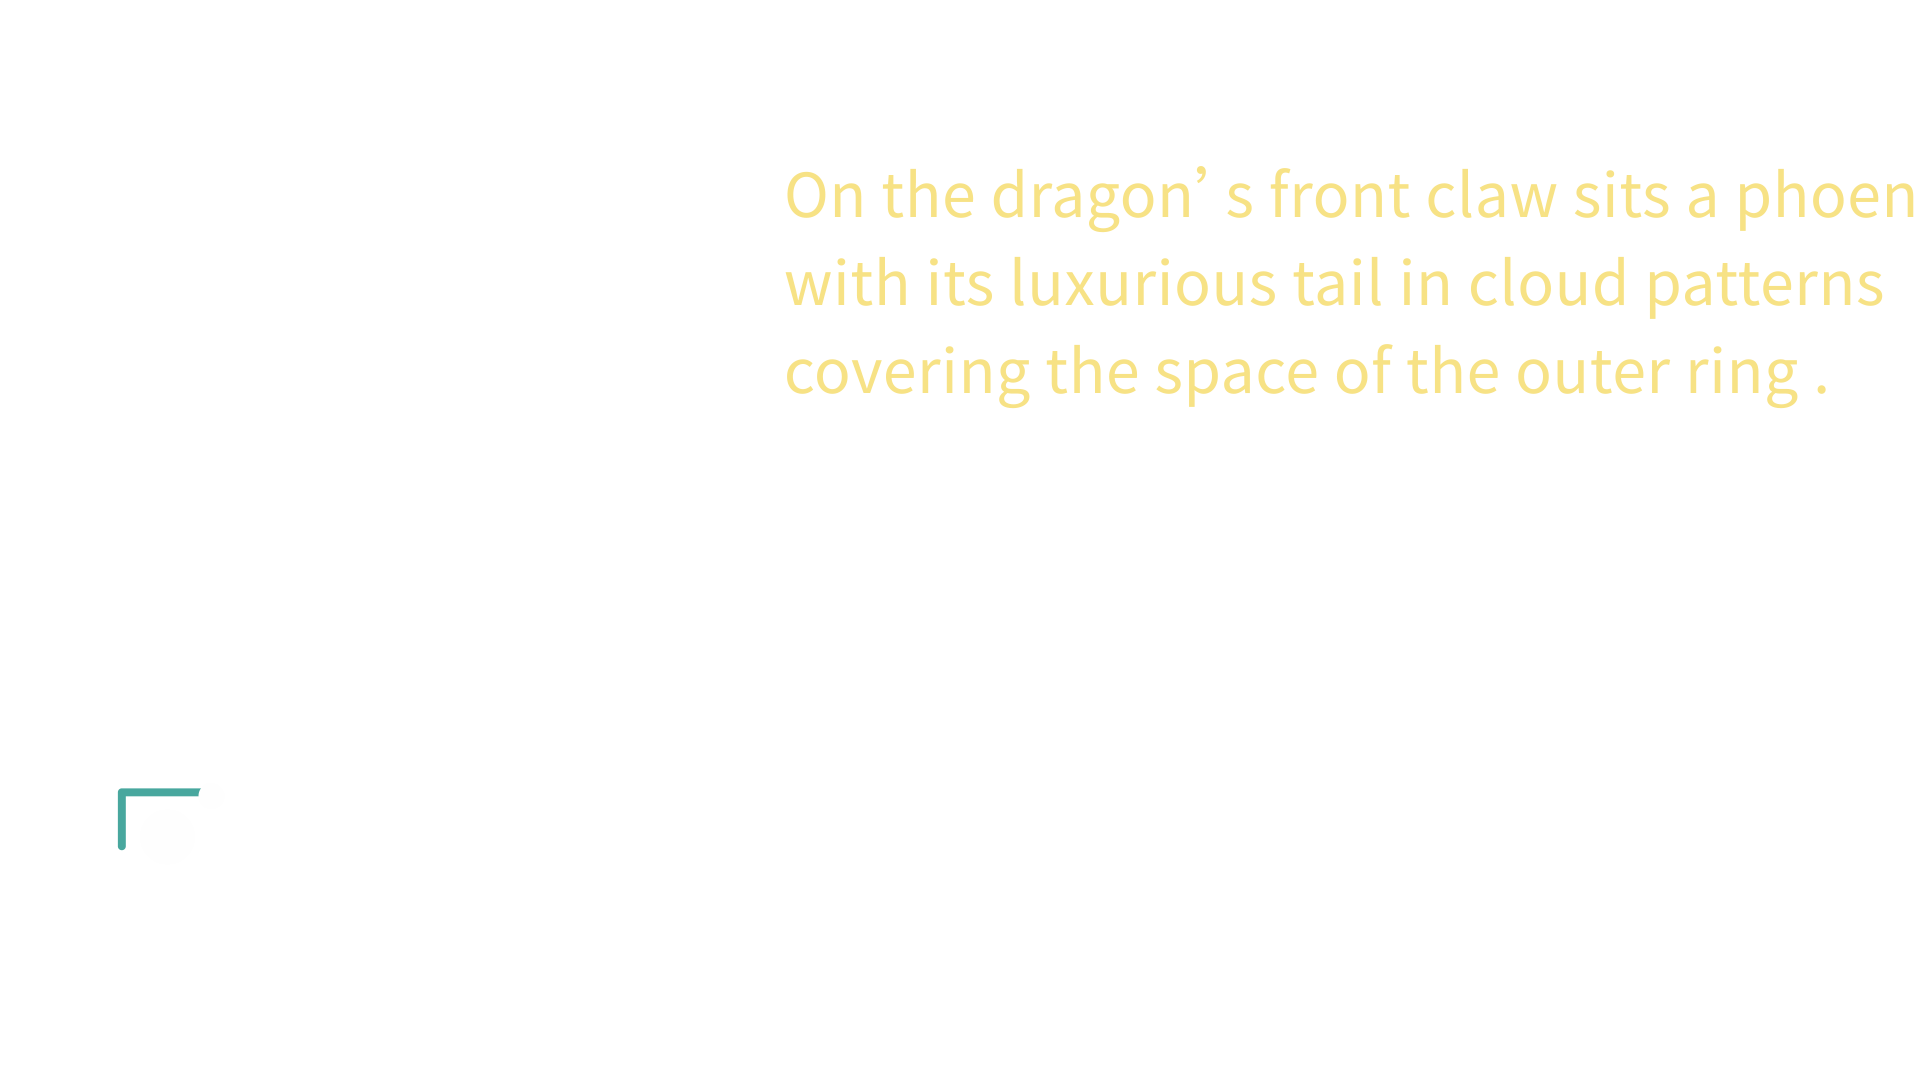 On the dragon’s front claw sits a phoen
with its luxurious tail in cloud patterns
covering the space of the outer ring .